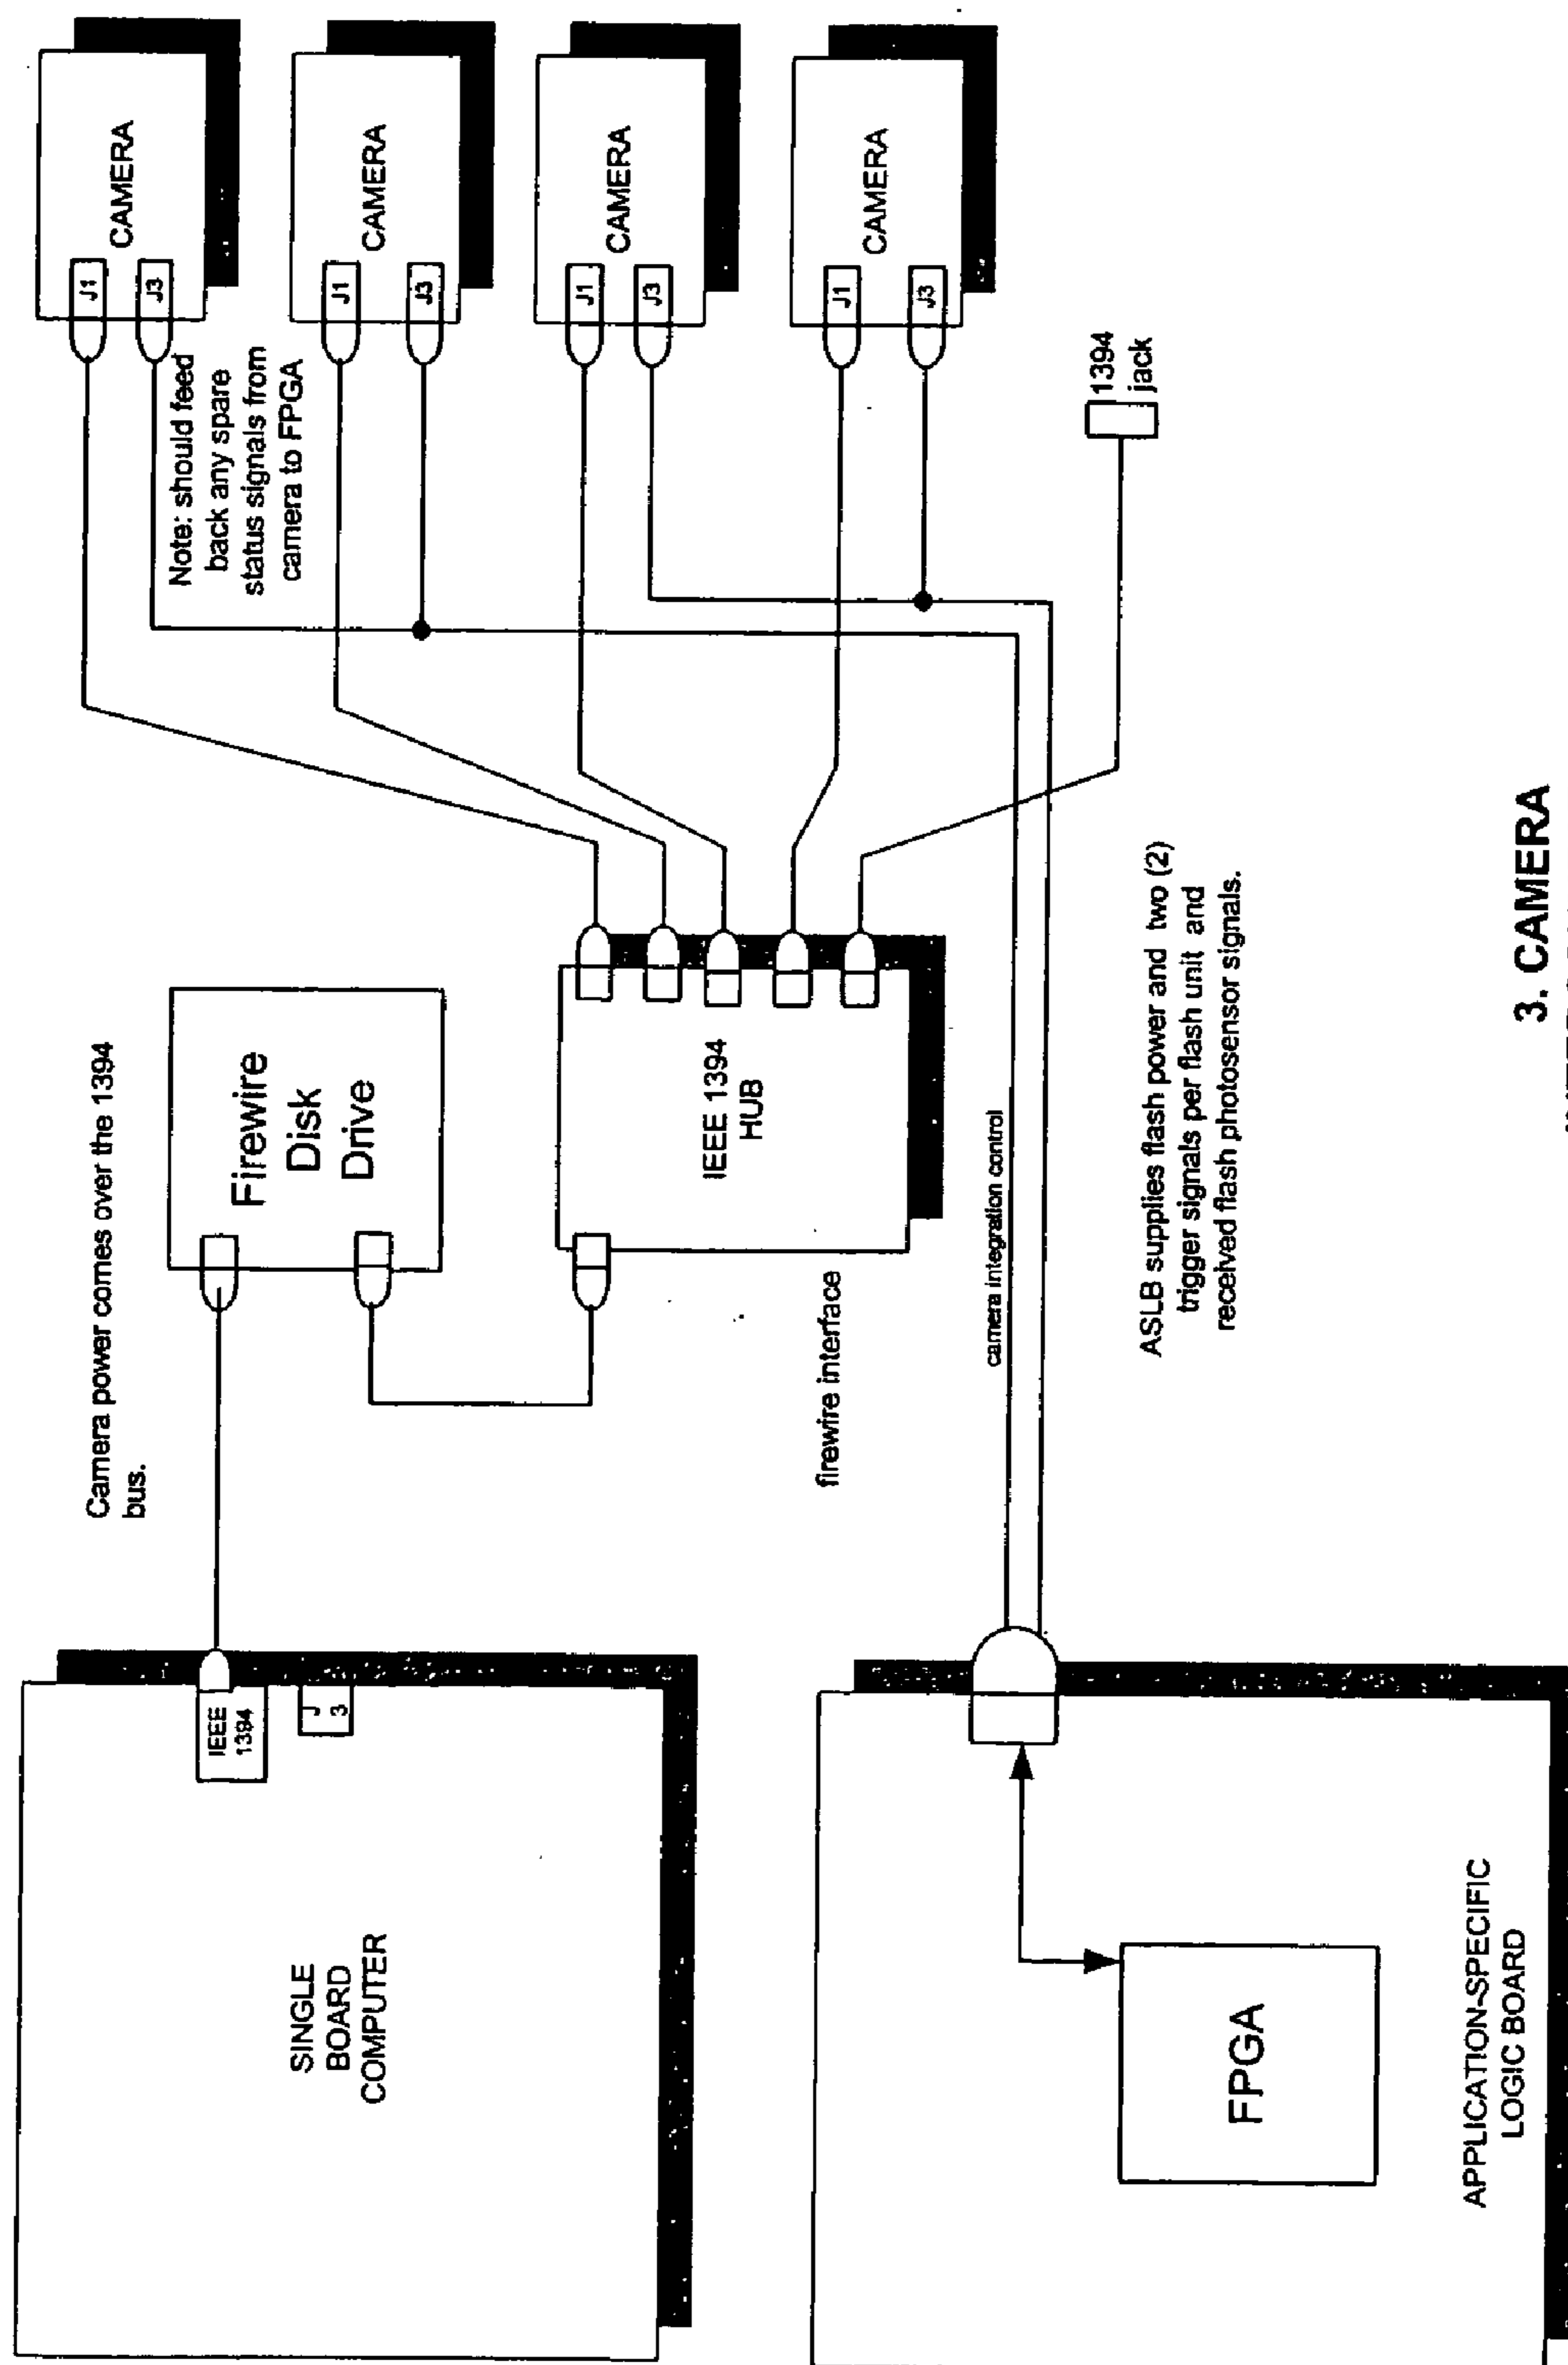 Camera power comes over the 1394
bus.
SINGLE
BOARD
COMPUTER
IEEE
1394
J
3
Firewire
Disk
Drive
IEEE 1394
HUB
firewire interface
J1
J3
CAMERA
Note: should feed
back any spare
status signals from
camera to FPGA
J1
J3
CAMERA
J1
J3
CAMERA
J1
J3
CAMERA
1394
jack
camera integration control
ASLB supplies flash power and two (2)
trigger signals per flash unit and
received flash photosensor signals.
FPGA
APPLICATION-SPECIFIC
LOGIC BOARD
3. CAMERA